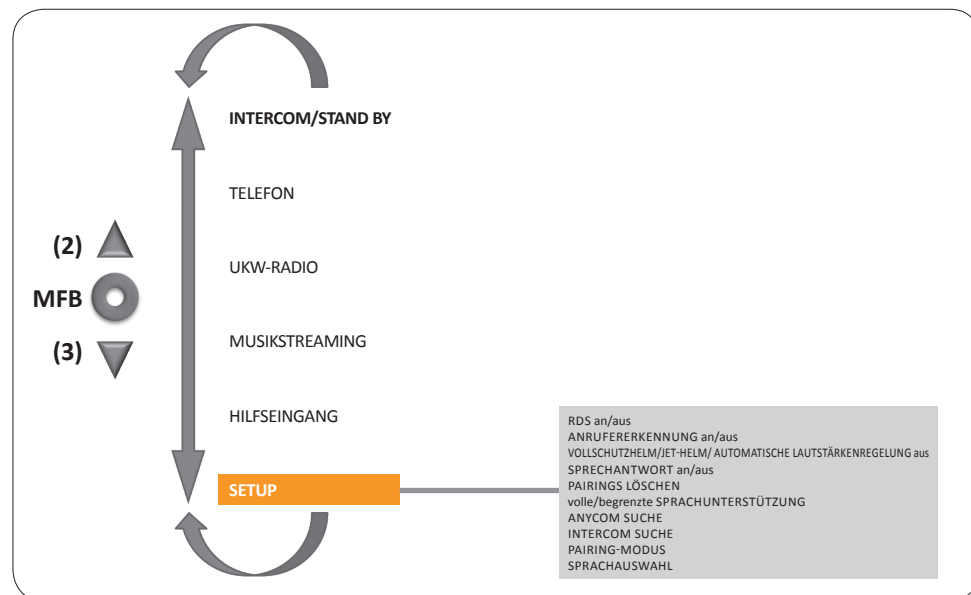 INTERCOM/STAND BY
TELEFON
(2)
UKW-RADIO
MFB
MUSIKSTREAMING
(3)
HILFSEINGANG
SETUP
RDS an/aus
ANRUFERERKENNUNG an/aus
VOLLSCHUTZHELM/JET-HELM/ AUTOMATISCHE LAUTSTÄRKENREGELUNG aus
SPRECHANTWORT an/aus
PAIRINGS LÖSCHEN
volle/begrenzte SPRACHUNTERSTÜTZUNG
ANYCOM SUCHE
INTERCOM SUCHE
PAIRING-MODUS
SPRACHAUSWAHL